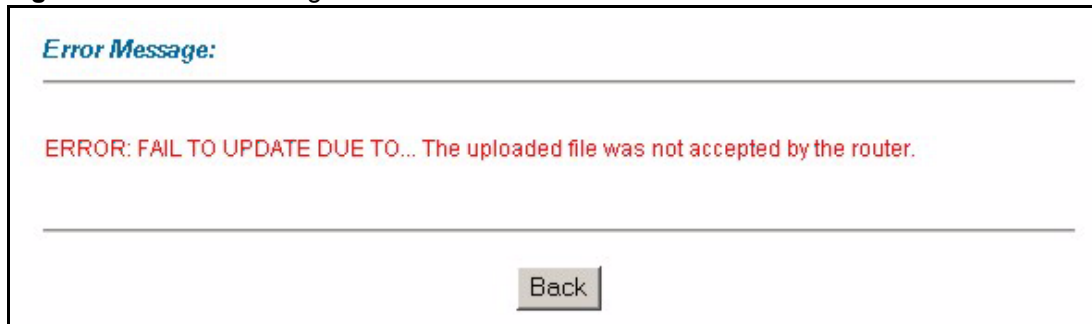 Error Message:
ERROR: FAIL TO UPDATE DUE TO... The uploaded file was not accepted by the router.
Back